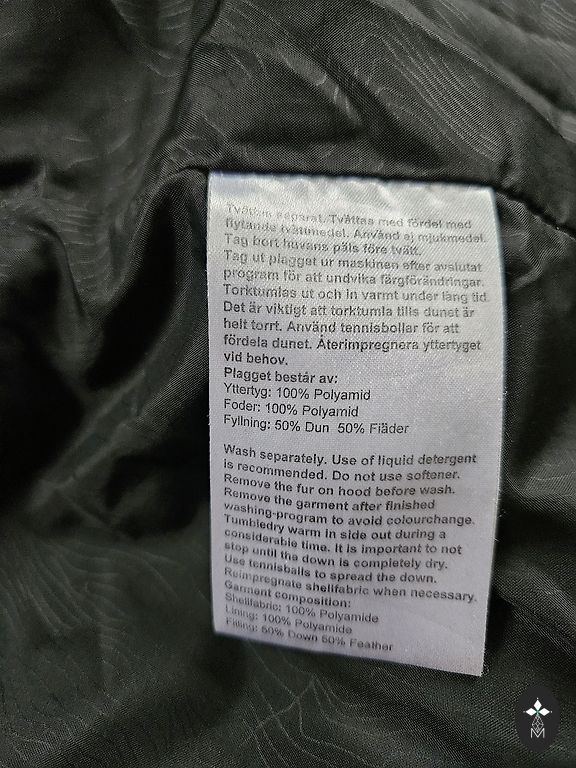 Tvättas separat. Tvättas med fördel med
flytande tvättmedel. Använd ej mjukmedel.
Tag bort huvans päls före tvätt.
Tag ut plagget ur maskinen efter avslutat
program för att undvika färgförändringar.
Torktumlas ut och in varmt under lång tid.
Det är viktigt att torktumla tills dunet är
helt torrt. Använd tennisbollar för att
fördela dunet. Återimpregnera yttertyget
vid behov.
Plagget består av:
Yttertyg: 100% Polyamid
Foder: 100% Polyamid
Fyllning: 50% Dun 50% Fläder
Wash separately. Use of liquid detergent
is recommended. Do not use softener.
Remove the fur on hood before wash.
Remove the garment after finished
washing-program to avoid colourchange.
Tumbledry warm in side out during a
considerable time. It is important to not
stop until the down is completely dry.
Use tennisballs to spread the down.
Reimpregnate shellfabric when necessary.
Garment composition:
Shellfabric: 100% Polyamide
Lining: 100% Polyamide
Filling: 50% Down 50% Feather
M